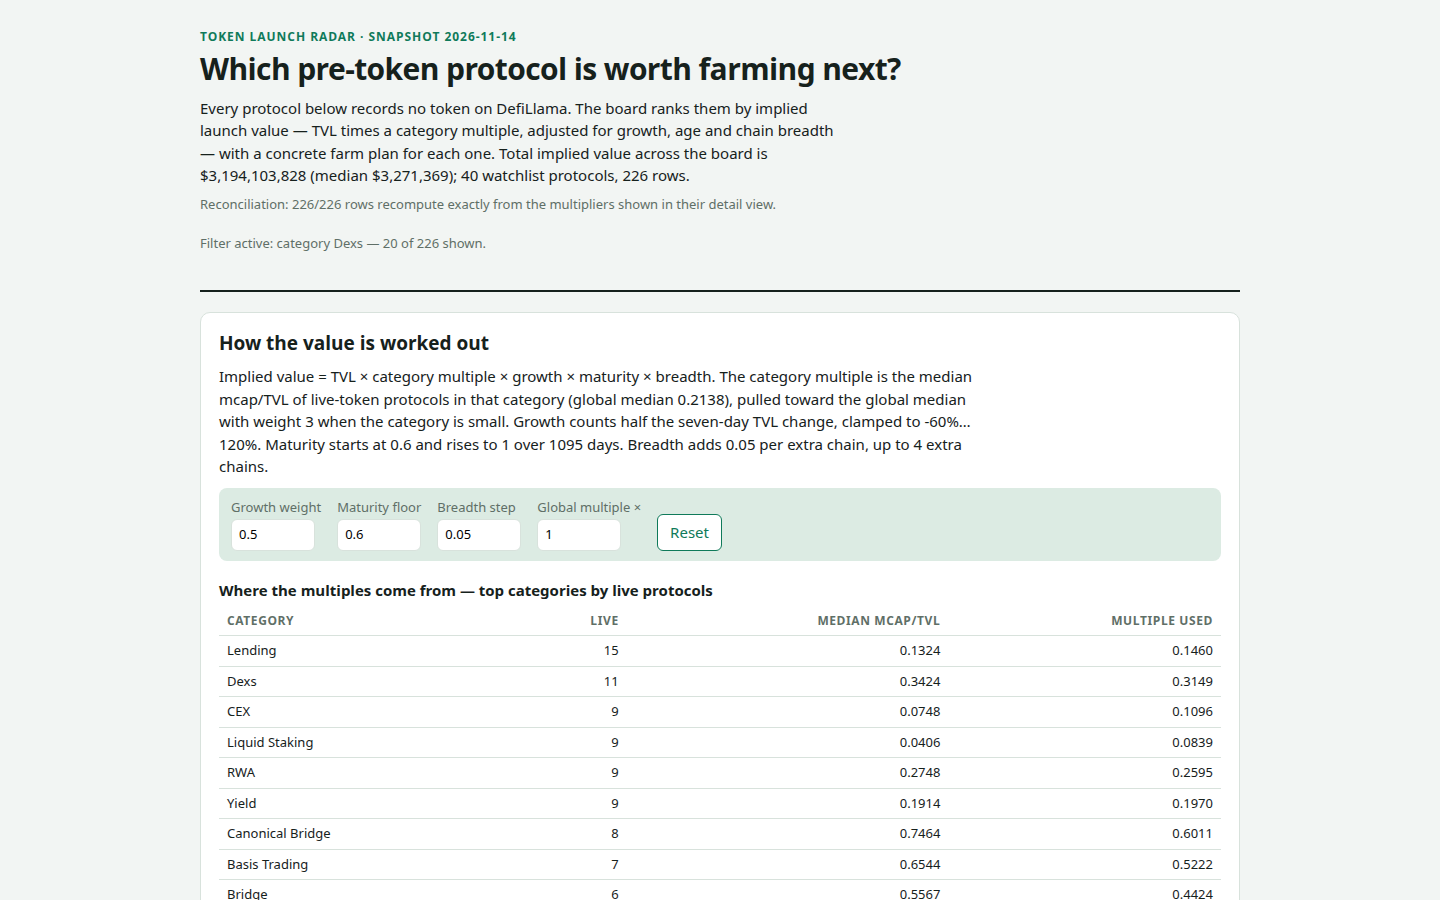 TOKEN LAUNCH RADAR · SNAPSHOT 2026-11-14
Which pre-token protocol is worth farming next?
Every protocol below records no token on DefiLlama. The board ranks them by implied
launch value — TVL times a category multiple, adjusted for growth, age and chain breadth
— with a concrete farm plan for each one. Total implied value across the board is
$3,194,103,828 (median $3,271,369); 40 watchlist protocols, 226 rows.
Reconciliation: 226/226 rows recompute exactly from the multipliers shown in their detail view.
Filter active: category Dexs — 20 of 226 shown.
How the value is worked out
Implied value = TVL × category multiple × growth × maturity × breadth. The category multiple is the median
mcap/TVL of live-token protocols in that category (global median 0.2138), pulled toward the global median
with weight 3 when the category is small. Growth counts half the seven-day TVL change, clamped to -60%…
120%. Maturity starts at 0.6 and rises to 1 over 1095 days. Breadth adds 0.05 per extra chain, up to 4 extra
chains.
Growth weight Maturity floor Breadth step Global multiple ×
0.5 0.6 0.05 1 Reset
Where the multiples come from — top categories by live protocols
CATEGORY LIVE MEDIAN MCAP/TVL MULTIPLE USED
Lending 15 0.1324 0.1460
Dexs 11 0.3424 0.3149
CEX 9 0.0748 0.1096
Liquid Staking 9 0.0406 0.0839
RWA 9 0.2748 0.2595
Yield 9 0.1914 0.1970
Canonical Bridge 8 0.7464 0.6011
Basis Trading 7 0.6544 0.5222
Bridge 6 0.5567 0.4424